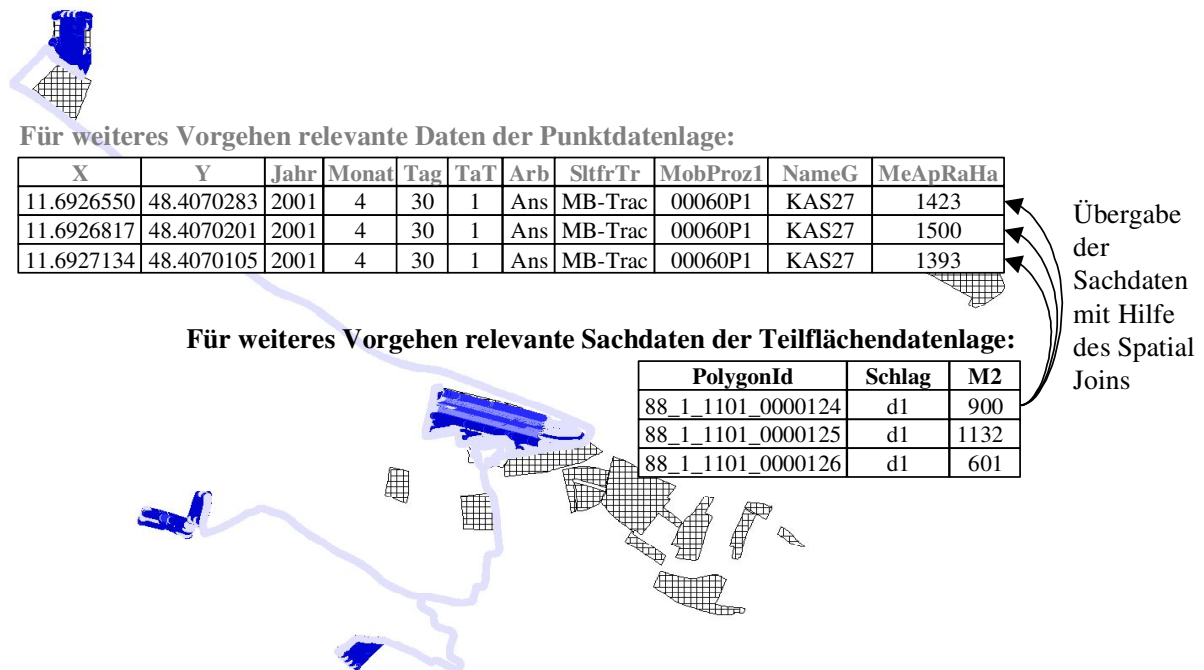 Für weiteres Vorgehen relevante Daten der Punktdatenlage:
X Y Jahr Monat Tag TaT Arb SltfrTr MobProz1 NameG MeApRaHa
11.6926550 48.4070283 2001 4 30 1 Ans MB-Trac 00060P1 KAS27 1423
11.6926817 48.4070201 2001 4 30 1 Ans MB-Trac 00060P1 KAS27 1500
11.6927134 48.4070105 2001 4 30 1 Ans MB-Trac 00060P1 KAS27 1393
Übergabe
der
Sachdaten
mit Hilfe
des Spatial
Joins
Für weiteres Vorgehen relevante Sachdaten der Teilflächendatenlage:
PolygonId Schlag M2
88_1_1101_0000124 d1 900
88_1_1101_0000125 d1 1132
88_1_1101_0000126 d1 601